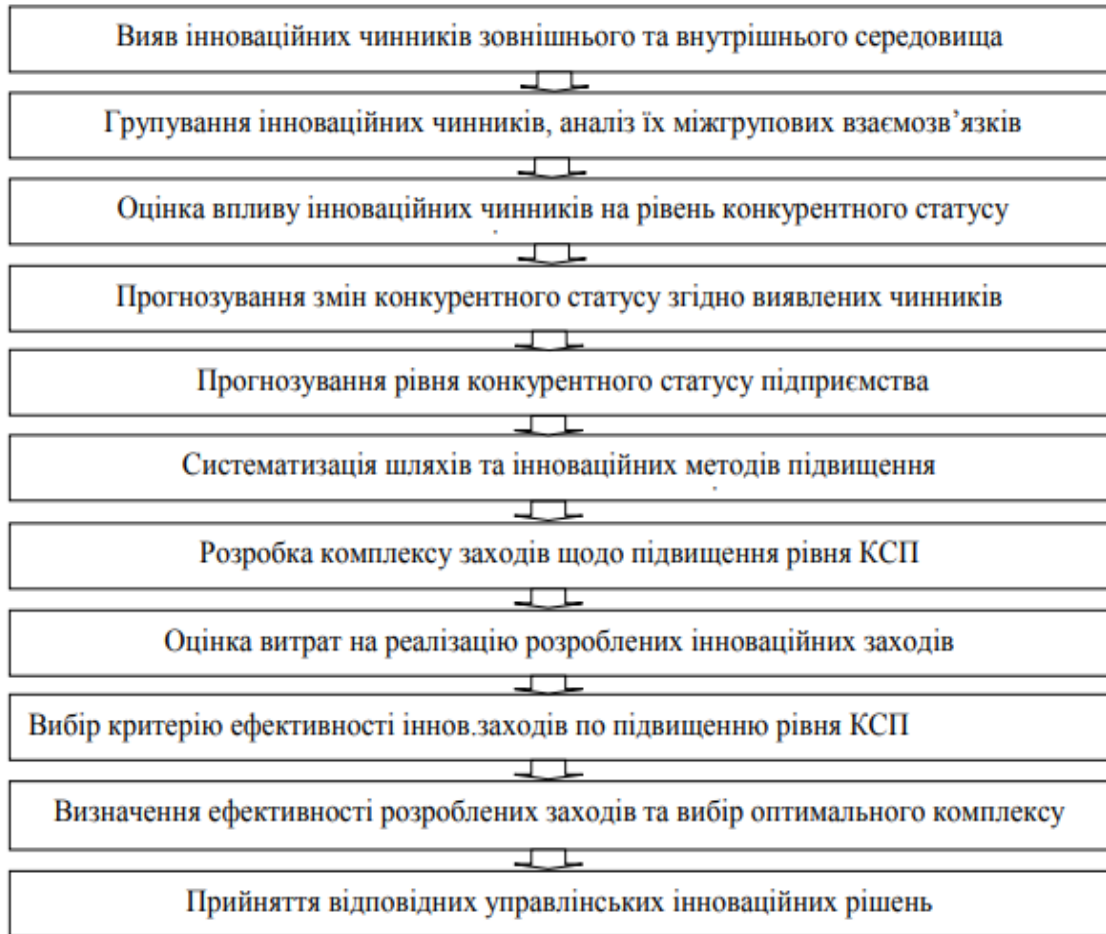 Вияв інноваційних чинників зовнішнього та внутрішнього середовища
Групування інноваційних чинників, аналіз їх міжгрупових взаємозв’язків
Оцінка впливу інноваційних чинників на рівень конкурентного статусу
Прогнозування змін конкурентного статусу згідно виявлених чинників
Прогнозування рівня конкурентного статусу підприємства
Систематизація шляхів та інноваційних методів підвищення
Розробка комплексу заходів щодо підвищення рівня КСП
Оцінка витрат на реалізацію розроблених інноваційних заходів
Вибір критерію ефективності іннов.заходів по підвищенню рівня КСП
Визначення ефективності розроблених заходів та вибір оптимального комплексу
Прийняття відповідних управлінських інноваційних рішень